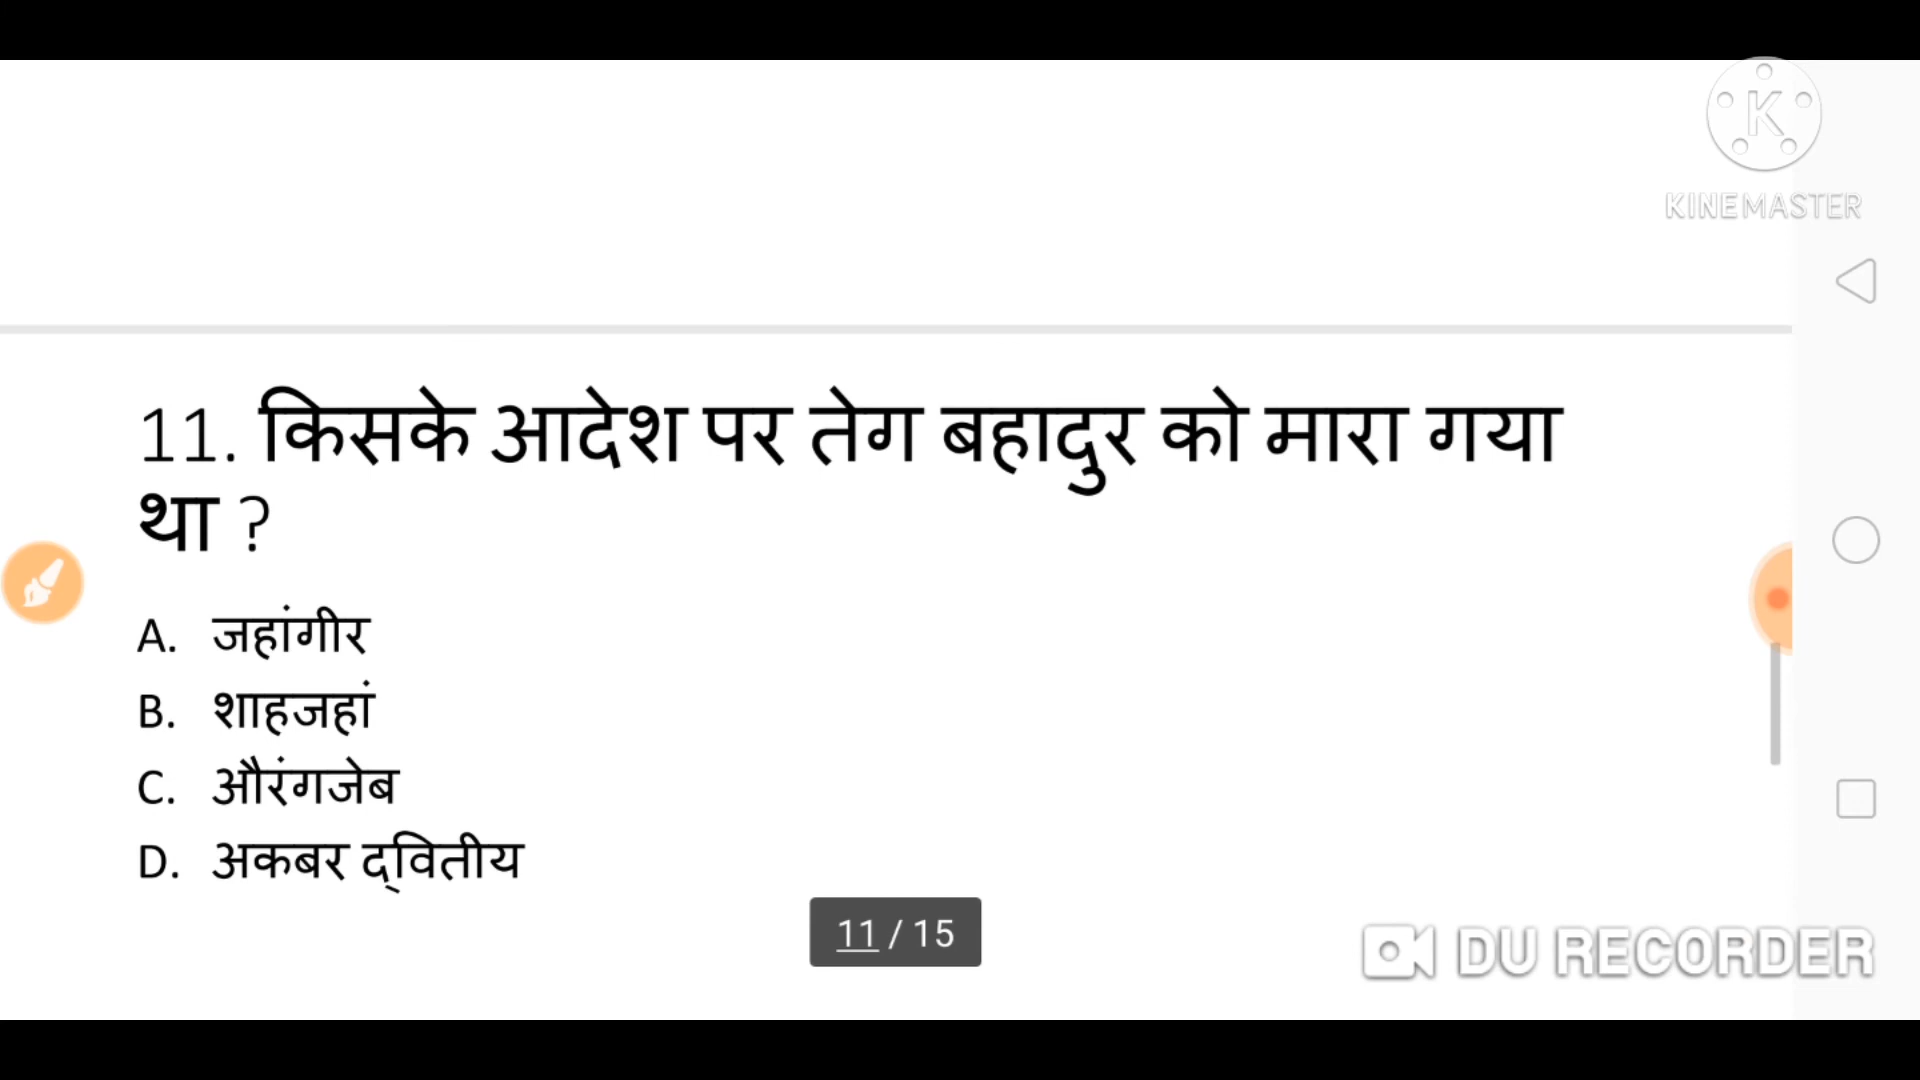 K
KINEMASTER
11. किसके आदेश पर तेग बहादुर को मारा गया
था ?
A. जहांगीर
B. शाहजहां
C. औरंगजेब
D. अकबर द्वितीय
11 / 15
DU RECORDER